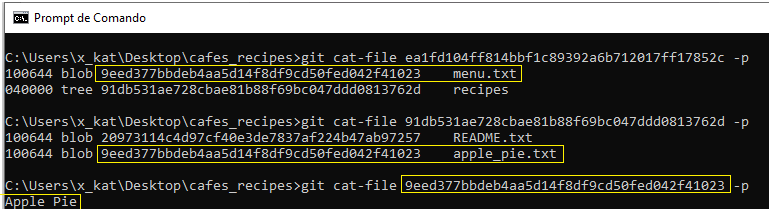 Prompt de Comando
C:\Users\x_kat\Desktop\cafes_recipes>git cat-file ea1fd104ff814bbf1c89392a6b712017ff17852c -p
100644 blob 9eed377bbdeb4aa5d14f8df9cd50fed042f41023    menu.txt
040000 tree 91db531ae728cbae81b88f69bc047ddd0813762d    recipes
C:\Users\x_kat\Desktop\cafes_recipes>git cat-file 91db531ae728cbae81b88f69bc047ddd0813762d -p
100644 blob 20973114c4d97cf40e3de7837af224b47ab97257    README.txt
100644 blob 9eed377bbdeb4aa5d14f8df9cd50fed042f41023    apple_pie.txt
C:\Users\x_kat\Desktop\cafes_recipes>git cat-file 9eed377bbdeb4aa5d14f8df9cd50fed042f41023 -p
Apple Pie